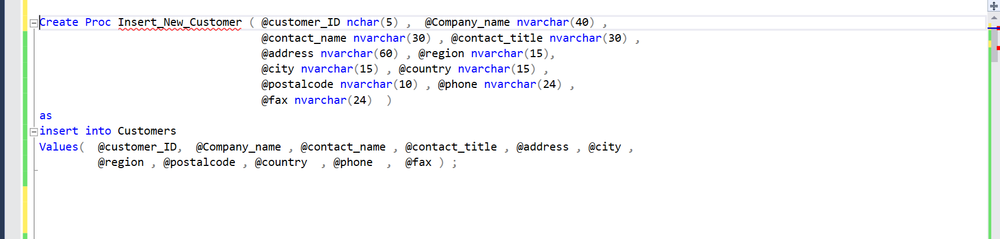 Create Proc Insert_New_Customer ( @customer_ID nchar(5) ,  @Company_name nvarchar(40) ,
@contact_name nvarchar(30) , @contact_title nvarchar(30) ,
@address nvarchar(60) , @region nvarchar(15),
@city nvarchar(15) , @country nvarchar(15) ,
@postalcode nvarchar(10) , @phone nvarchar(24) ,
@fax nvarchar(24)  )
as
insert into Customers
Values(  @customer_ID,  @Company_name , @contact_name , @contact_title , @address , @city ,
@region , @postalcode , @country  , @phone  ,  @fax ) ;